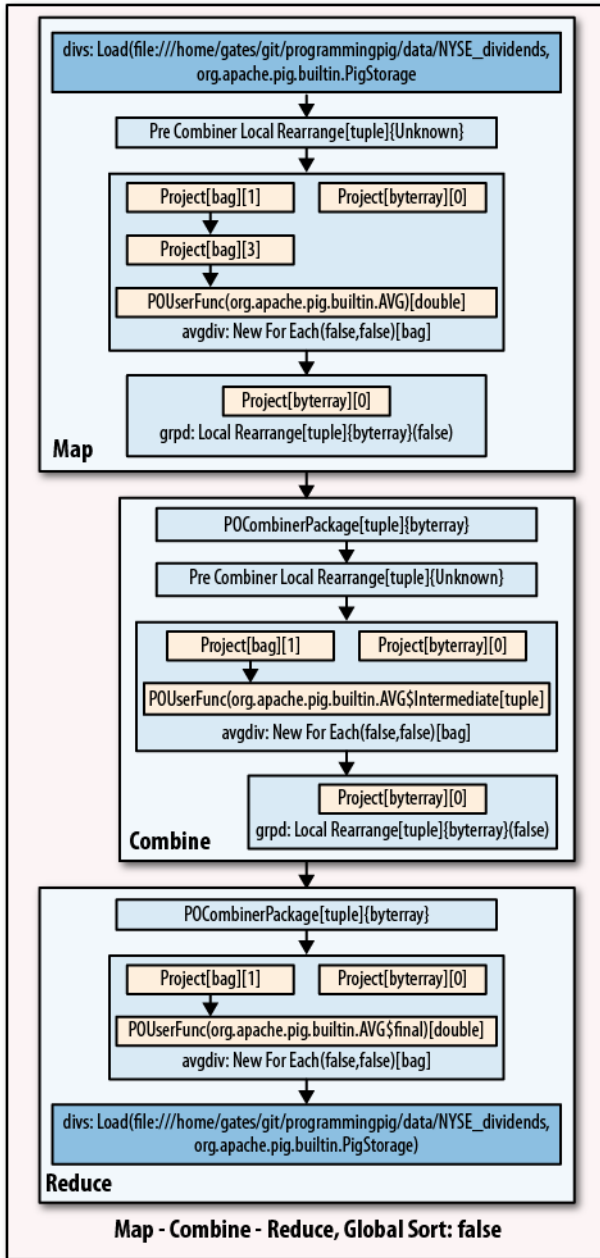 divs: Load(file:///home/gates/git/programmingpig/data/NYSE_dividends,
org.apache.pig.builtin.PigStorage
Pre Combiner Local Rearrange[tuple]{Unknown}
Project[bag][1]
Project[byterray][0]
Project[bag][3]
POUserFunc(org.apache.pig.builtin.AVG)[double]
avgdiv: New For Each(false,false)[bag]
Project[byterray][0]
grpd: Local Rearrange[tuple]{byterray}(false)
Map
POCombinerPackage[tuple]{byterray}
Pre Combiner Local Rearrange[tuple]{Unknown}
Project[bag][1]
Project[byterray][0]
POUserFunc(org.apache.pig.builtin.AVG$Intermediate[tuple]
avgdiv: New For Each(false,false)[bag]
Project[byterray][0]
grpd: Local Rearrange[tuple]{byterray}(false)
Combine
POCombinerPackage[tuple]{byterray}
Project[bag][1]
Project[byterray][0]
POUserFunc(org.apache.pig.builtin.AVG$final)[double]
avgdiv: New For Each(false,false)[bag]
divs: Load(file:///home/gates/git/programmingpig/data/NYSE_dividends,
org.apache.pig.builtin.PigStorage)
Reduce
Map - Combine - Reduce, Global Sort: false